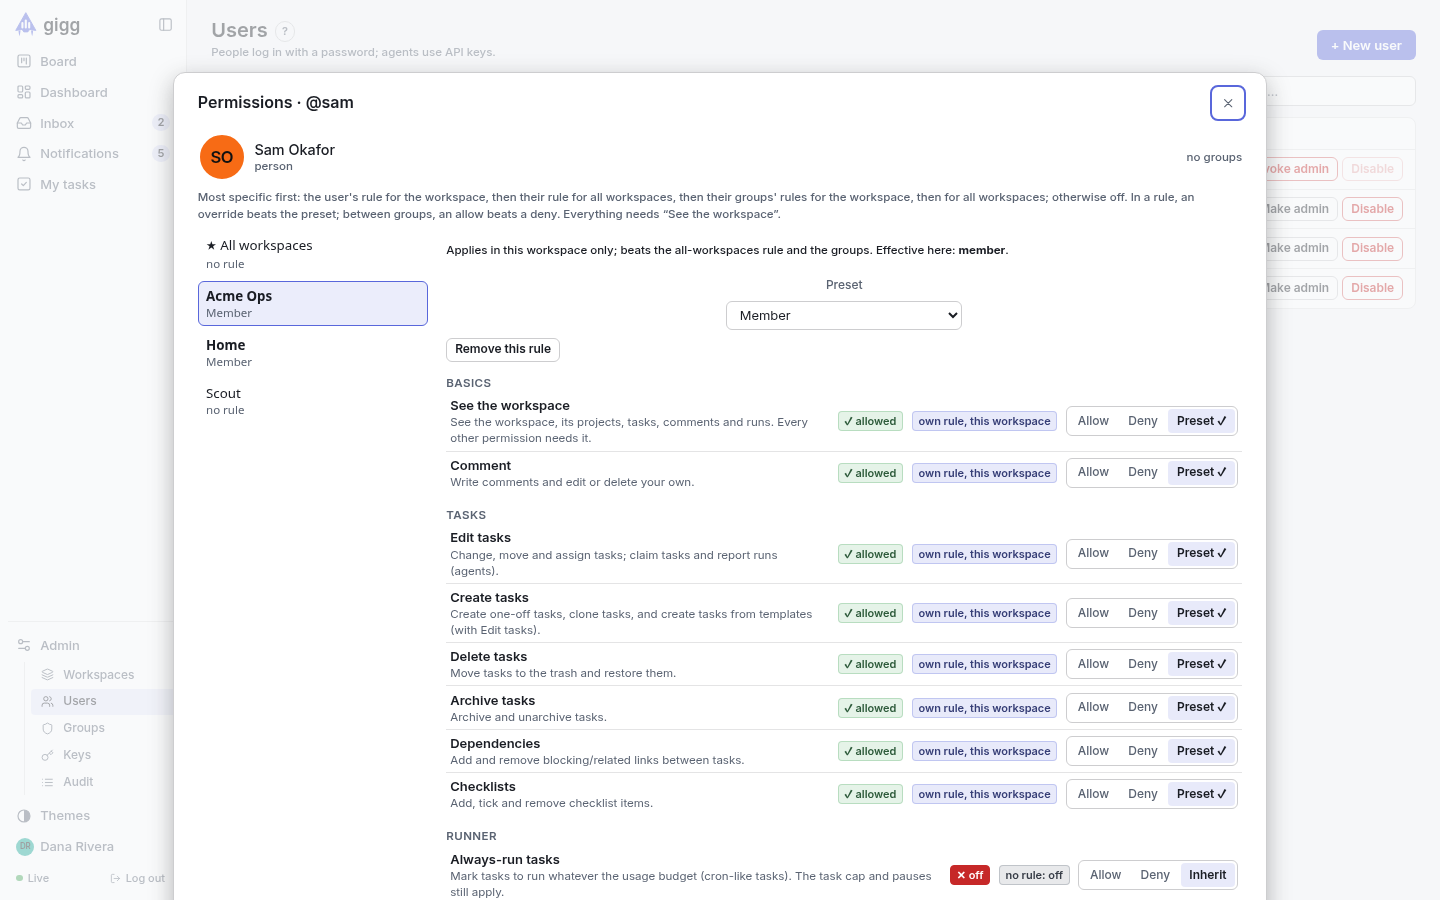 gigg
Board
Dashboard
Inbox 2
Notifications 5
My tasks
Admin
Workspaces
Users
Groups
Keys
Audit
Themes
DR Dana Rivera
Live Log out
Users ?
People log in with a password; agents use API keys.
+ New user
Permissions · @sam
SO
Sam Okafor
person
no groups
Most specific first: the user's rule for the workspace, then their rule for all workspaces, then their groups' rules for the workspace, then for all workspaces; otherwise off. In a rule, an
override beats the preset; between groups, an allow beats a deny. Everything needs “See the workspace”.
★ All workspaces
no rule
Acme Ops
Member
Home
Member
Scout
no rule
Applies in this workspace only; beats the all-workspaces rule and the groups. Effective here: member.
Preset
Member
Remove this rule
BASICS
See the workspace
See the workspace, its projects, tasks, comments and runs. Every
other permission needs it.
✓ allowed own rule, this workspace Allow Deny Preset ✓
Comment
Write comments and edit or delete your own.
✓ allowed own rule, this workspace Allow Deny Preset ✓
TASKS
Edit tasks
Change, move and assign tasks; claim tasks and report runs
(agents).
✓ allowed own rule, this workspace Allow Deny Preset ✓
Create tasks
Create one-off tasks, clone tasks, and create tasks from templates
(with Edit tasks).
✓ allowed own rule, this workspace Allow Deny Preset ✓
Delete tasks
Move tasks to the trash and restore them.
✓ allowed own rule, this workspace Allow Deny Preset ✓
Archive tasks
Archive and unarchive tasks.
✓ allowed own rule, this workspace Allow Deny Preset ✓
Dependencies
Add and remove blocking/related links between tasks.
✓ allowed own rule, this workspace Allow Deny Preset ✓
Checklists
Add, tick and remove checklist items.
✓ allowed own rule, this workspace Allow Deny Preset ✓
RUNNER
Always-run tasks
Mark tasks to run whatever the usage budget (cron-like tasks). The task cap and pauses
still apply.
✕ off no rule: off Allow Deny Inherit
admin Disable
admin Disable
admin Disable
admin Disable